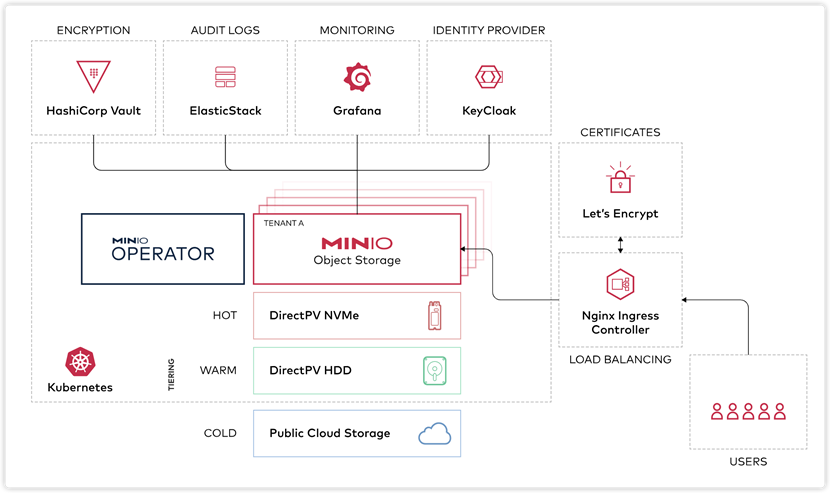 ENCRYPTION
AUDIT LOGS
MONITORING
IDENTITY PROVIDER
HashiCorp Vault
ElasticStack
Grafana
KeyCloak
CERTIFICATES
Let's Encrypt
TENANT A
MINIO
OPERATOR
MINIO
Object Storage
Nginx Ingress
Controller
LOAD BALANCING
HOT
DirectPV NVMe
WARM
DirectPV HDD
TIERING
Kubernetes
COLD
Public Cloud Storage
USERS